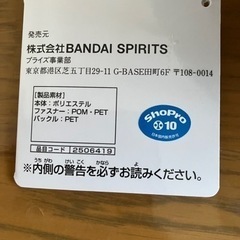 発売元
株式会社BANDAI SPIRITS
プライズ事業部
東京都港区芝五丁目29-11 G-BASE田町6F 〒108-0014
【製品素材】
本体:ポリエステル
ファスナー:POM・PET
バックル:PET
品目コード 2506419
ShoPro
10
※内側の警告を必ずお読みください。